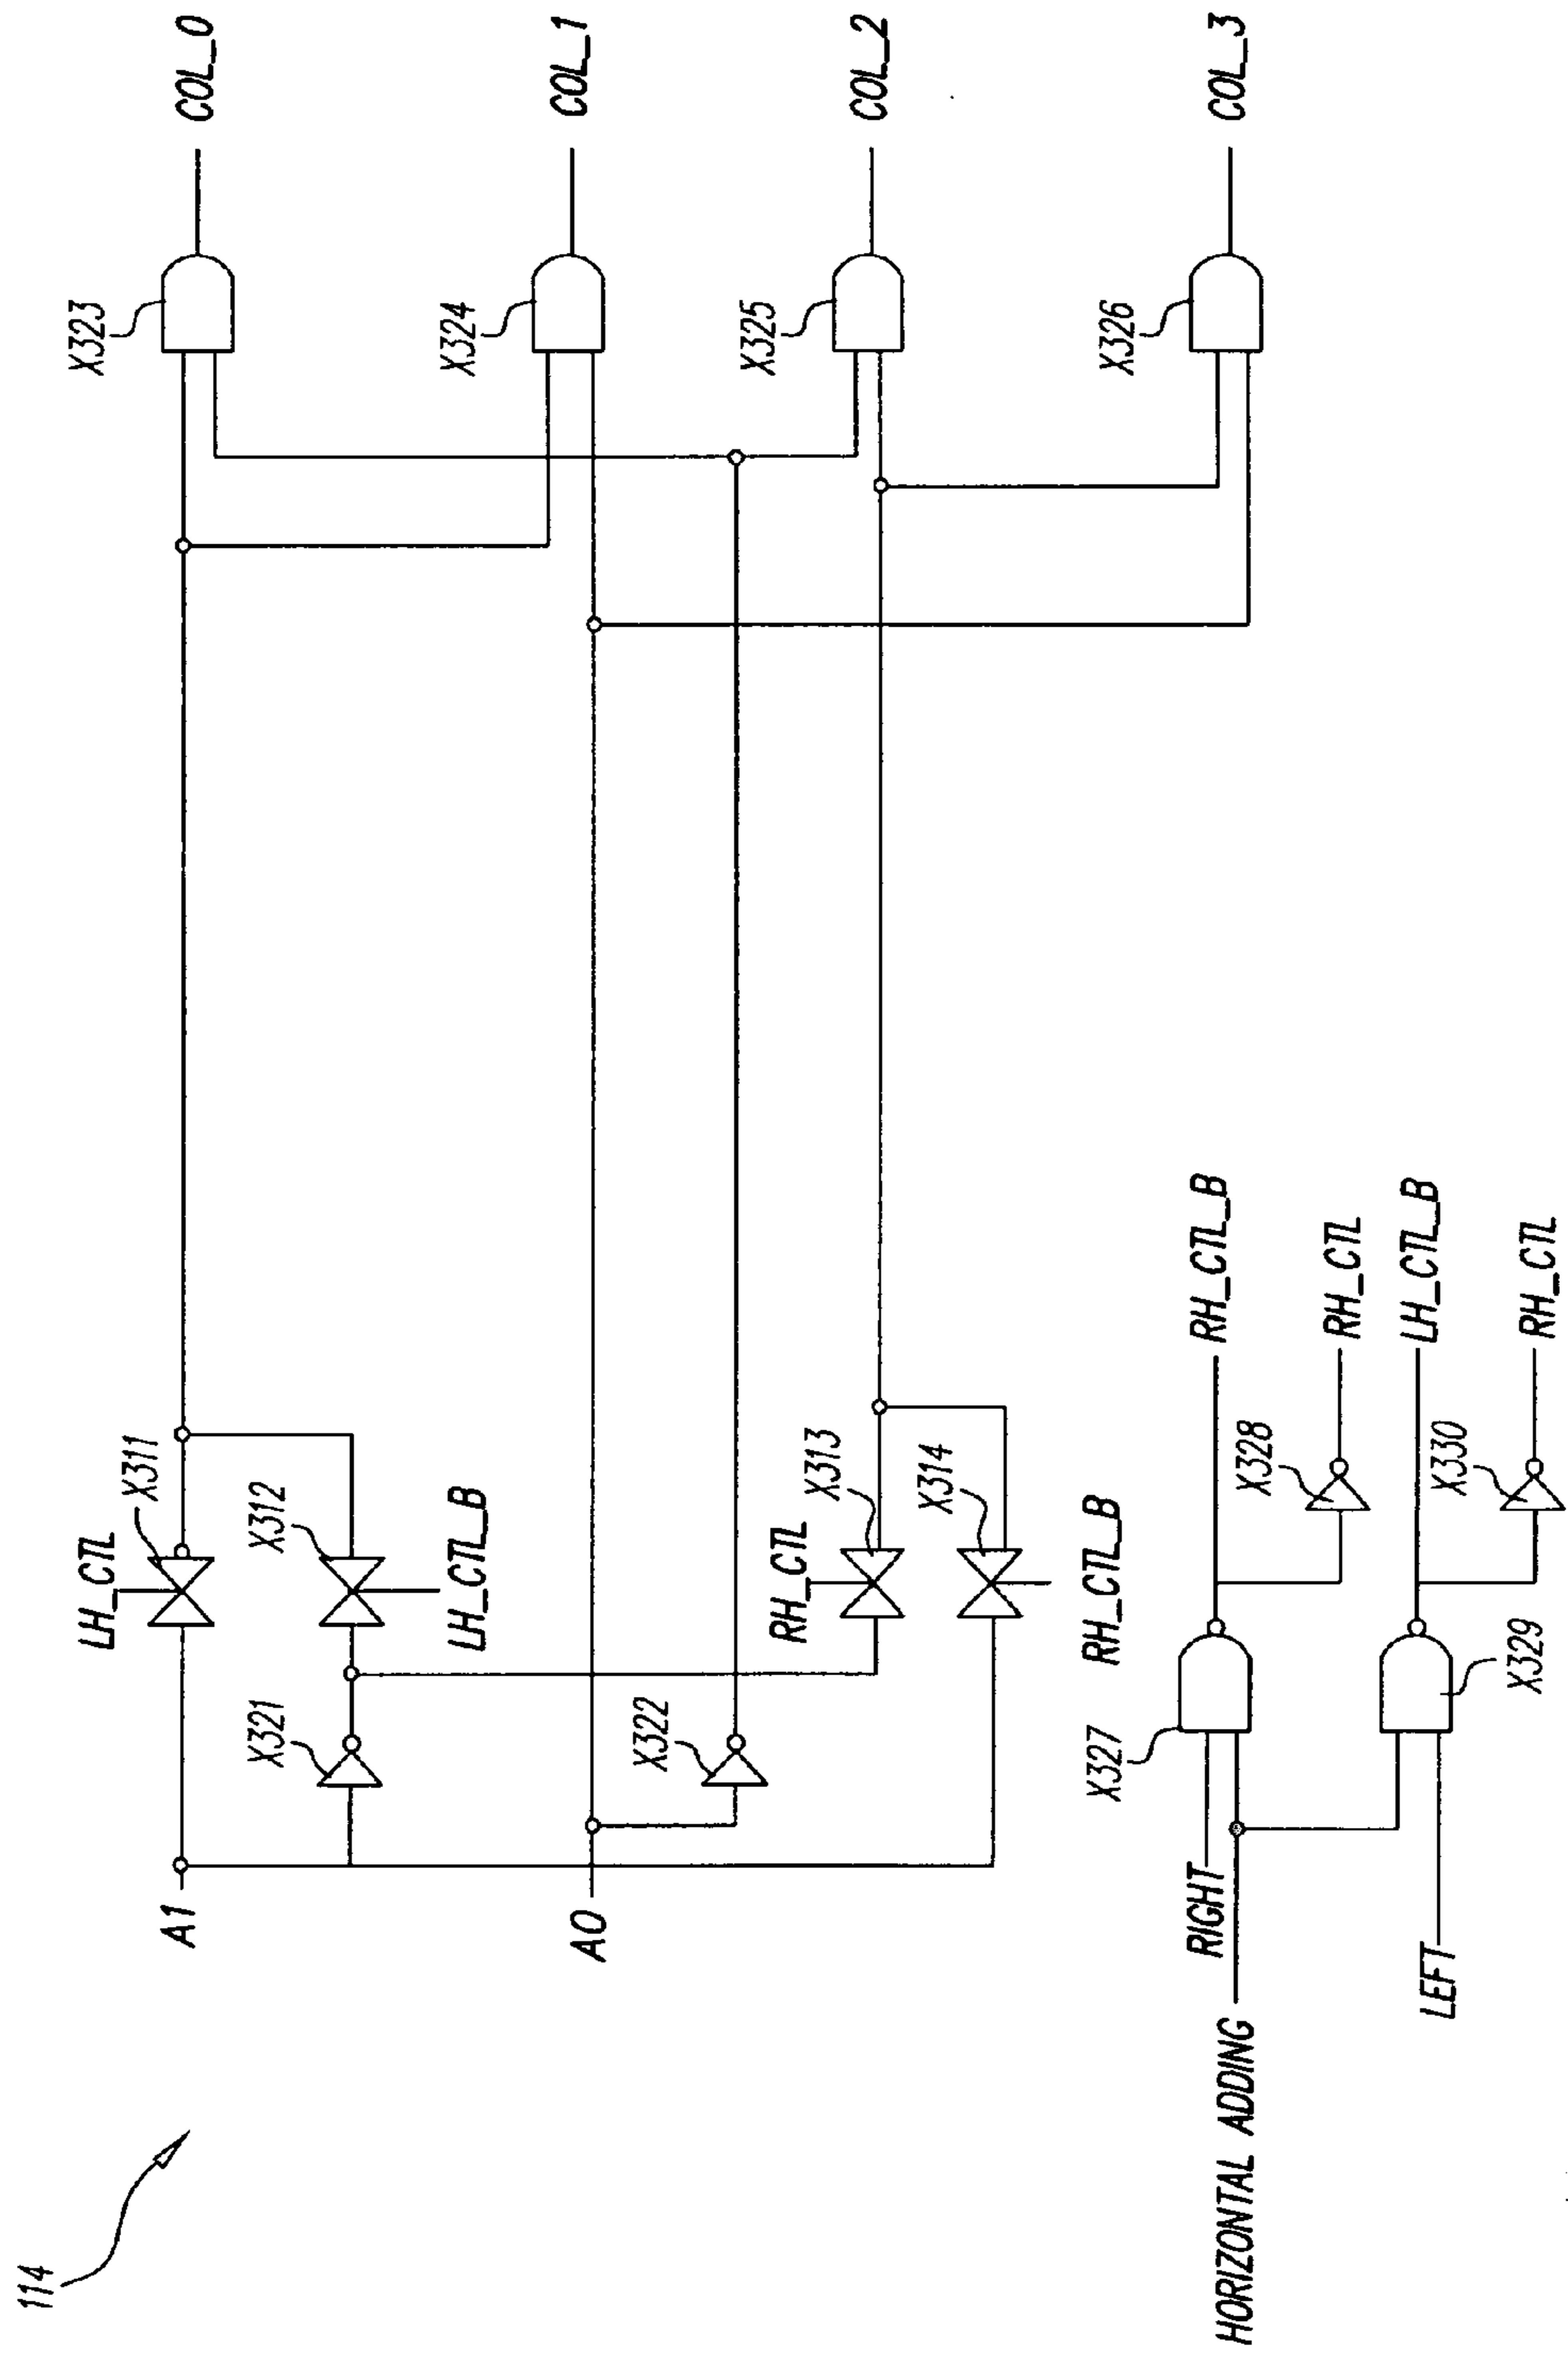 114
A1
LH_CTL
X311
X323
COL_0
X321
X312
LH_CTL_B
A0
X324
COL_1
X322
RH_CTL
X313
X325
COL_2
X314
RH_CTL_B
X326
COL_3
HORIZONTAL ADDING
RIGHT
X327
RH_CTL_B
X328
RH_CTL
LEFT
X329
LH_CTL_B
X330
RH_CTL